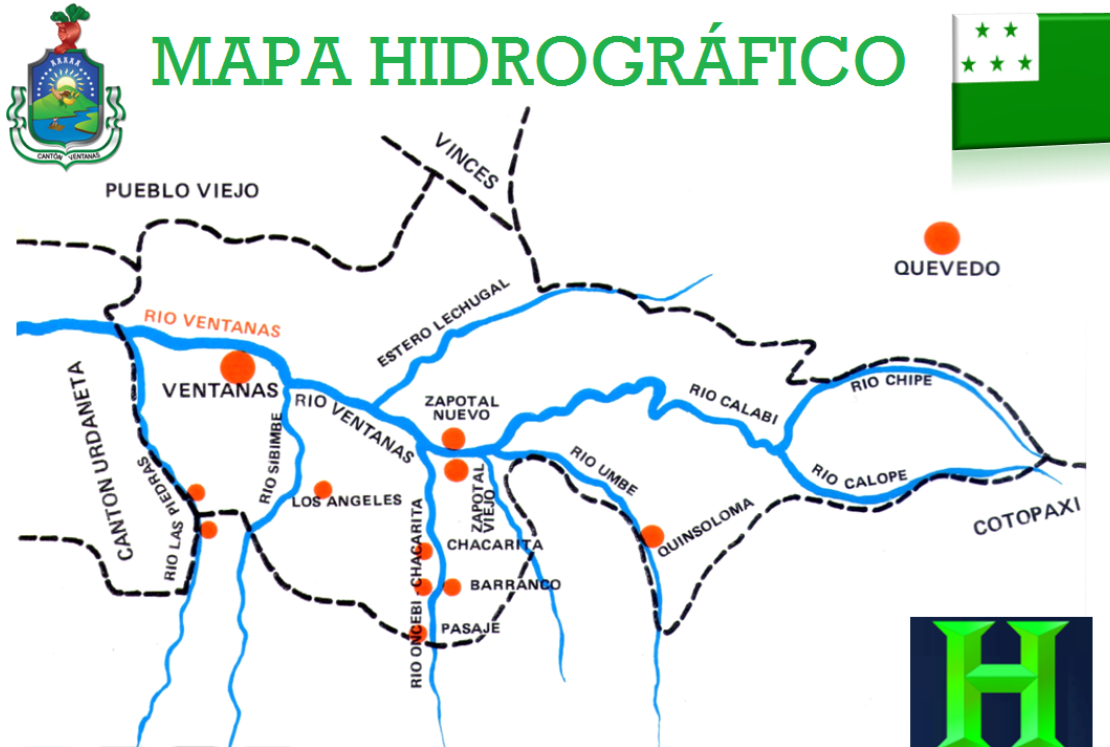 MAPA HIDROGRÁFICO
CANTÓN VENTANAS
PUEBLO VIEJO
VINCES
QUEVEDO
RIO VENTANAS
ESTERO LECHUGAL
VENTANAS
CANTON URDANETA
RIO VENTANAS
ZAPOTAL
NUEVO
RIO CALABI
RIO CHIPE
RIO SIBIMBE
RIO LAS PIEDRAS
LOS ANGELES
ZAPOTAL
VIEJO
RIO UMBE
RIO CALOPE
COTOPAXI
QUINSOLOMA
RIO ONCEBI - CHACARITA
CHACARITA
BARRANCO
PASAJE
H